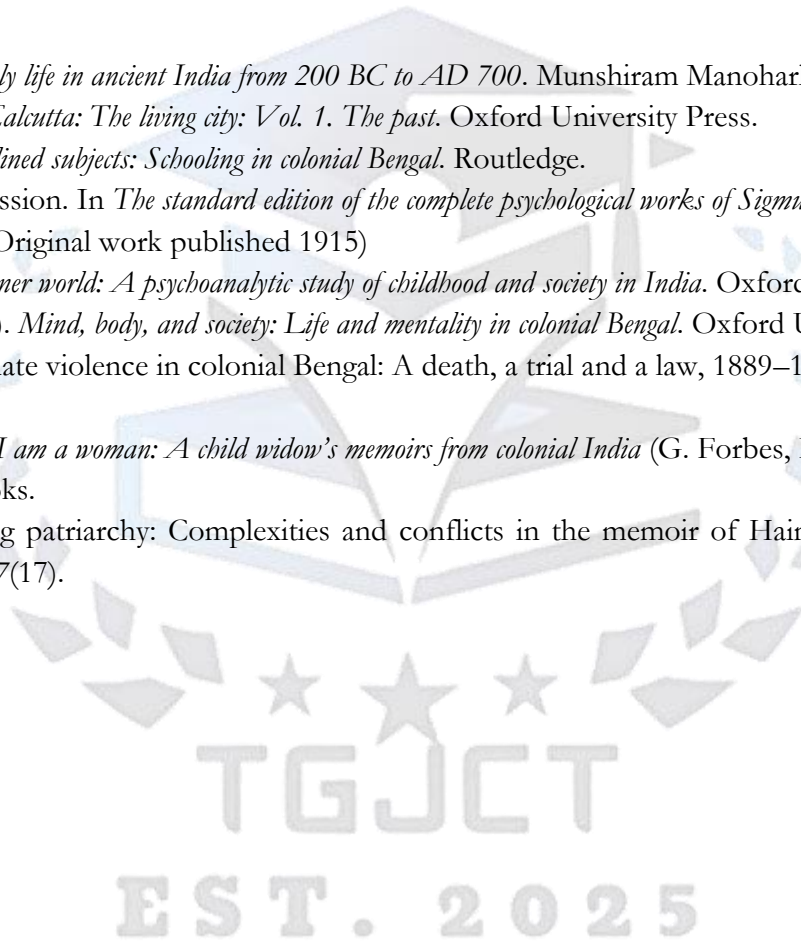 ly life in ancient India from 200 BC to AD 700. Munshiram Manoharl
Calcutta: The living city: Vol. 1. The past. Oxford University Press.
lined subjects: Schooling in colonial Bengal. Routledge.
ession. In The standard edition of the complete psychological works of Sigmu
Original work published 1915)
ner world: A psychoanalytic study of childhood and society in India. Oxford
). Mind, body, and society: Life and mentality in colonial Bengal. Oxford U
ate violence in colonial Bengal: A death, a trial and a law, 1889–1
I am a woman: A child widow's memoirs from colonial India (G. Forbes,
oks.
g patriarchy: Complexities and conflicts in the memoir of Hair
7(17).
TGJCT
EST. 2025